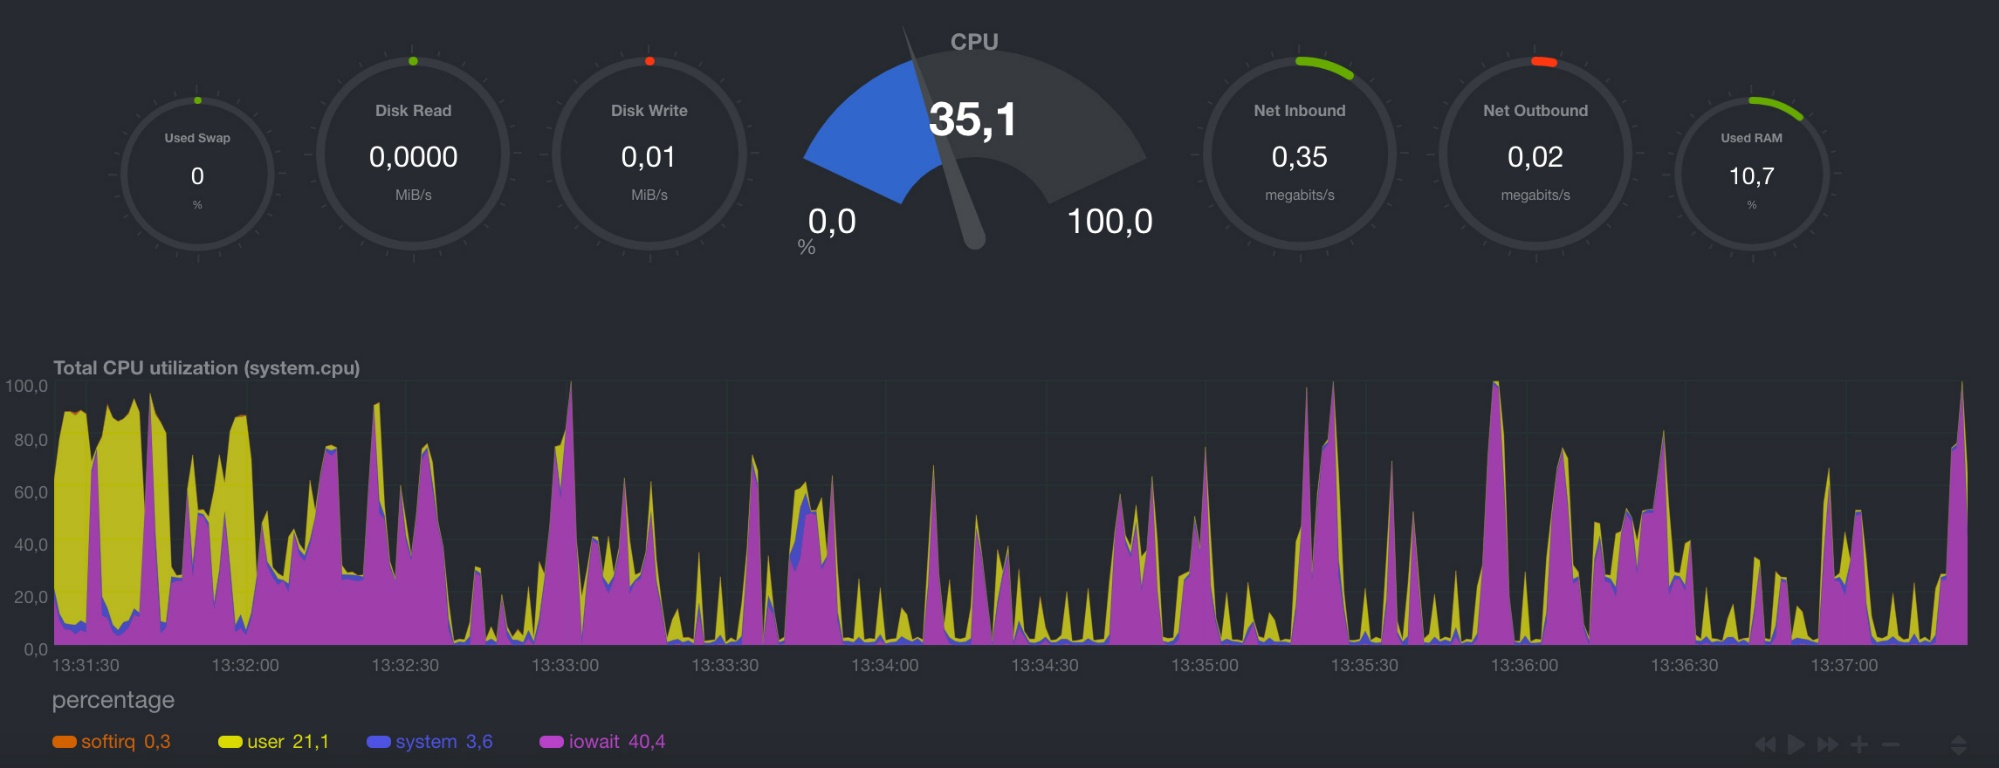 CPU
Used Swap
0
%
Disk Read
0,0000
MiB/s
Disk Write
0,01
MiB/s
35,1
0,0
100,0
%
Net Inbound
0,35
megabits/s
Net Outbound
0,02
megabits/s
Used RAM
10,7
%
Total CPU utilization (system.cpu)
100,0
80,0
60,0
40,0
20,0
0,0
13:31:30 13:32:00 13:32:30 13:33:00 13:33:30 13:34:00 13:34:30 13:35:00 13:35:30 13:36:00 13:36:30 13:37:00
percentage
softirq 0,3 user 21,1 system 3,6 iowait 40,4